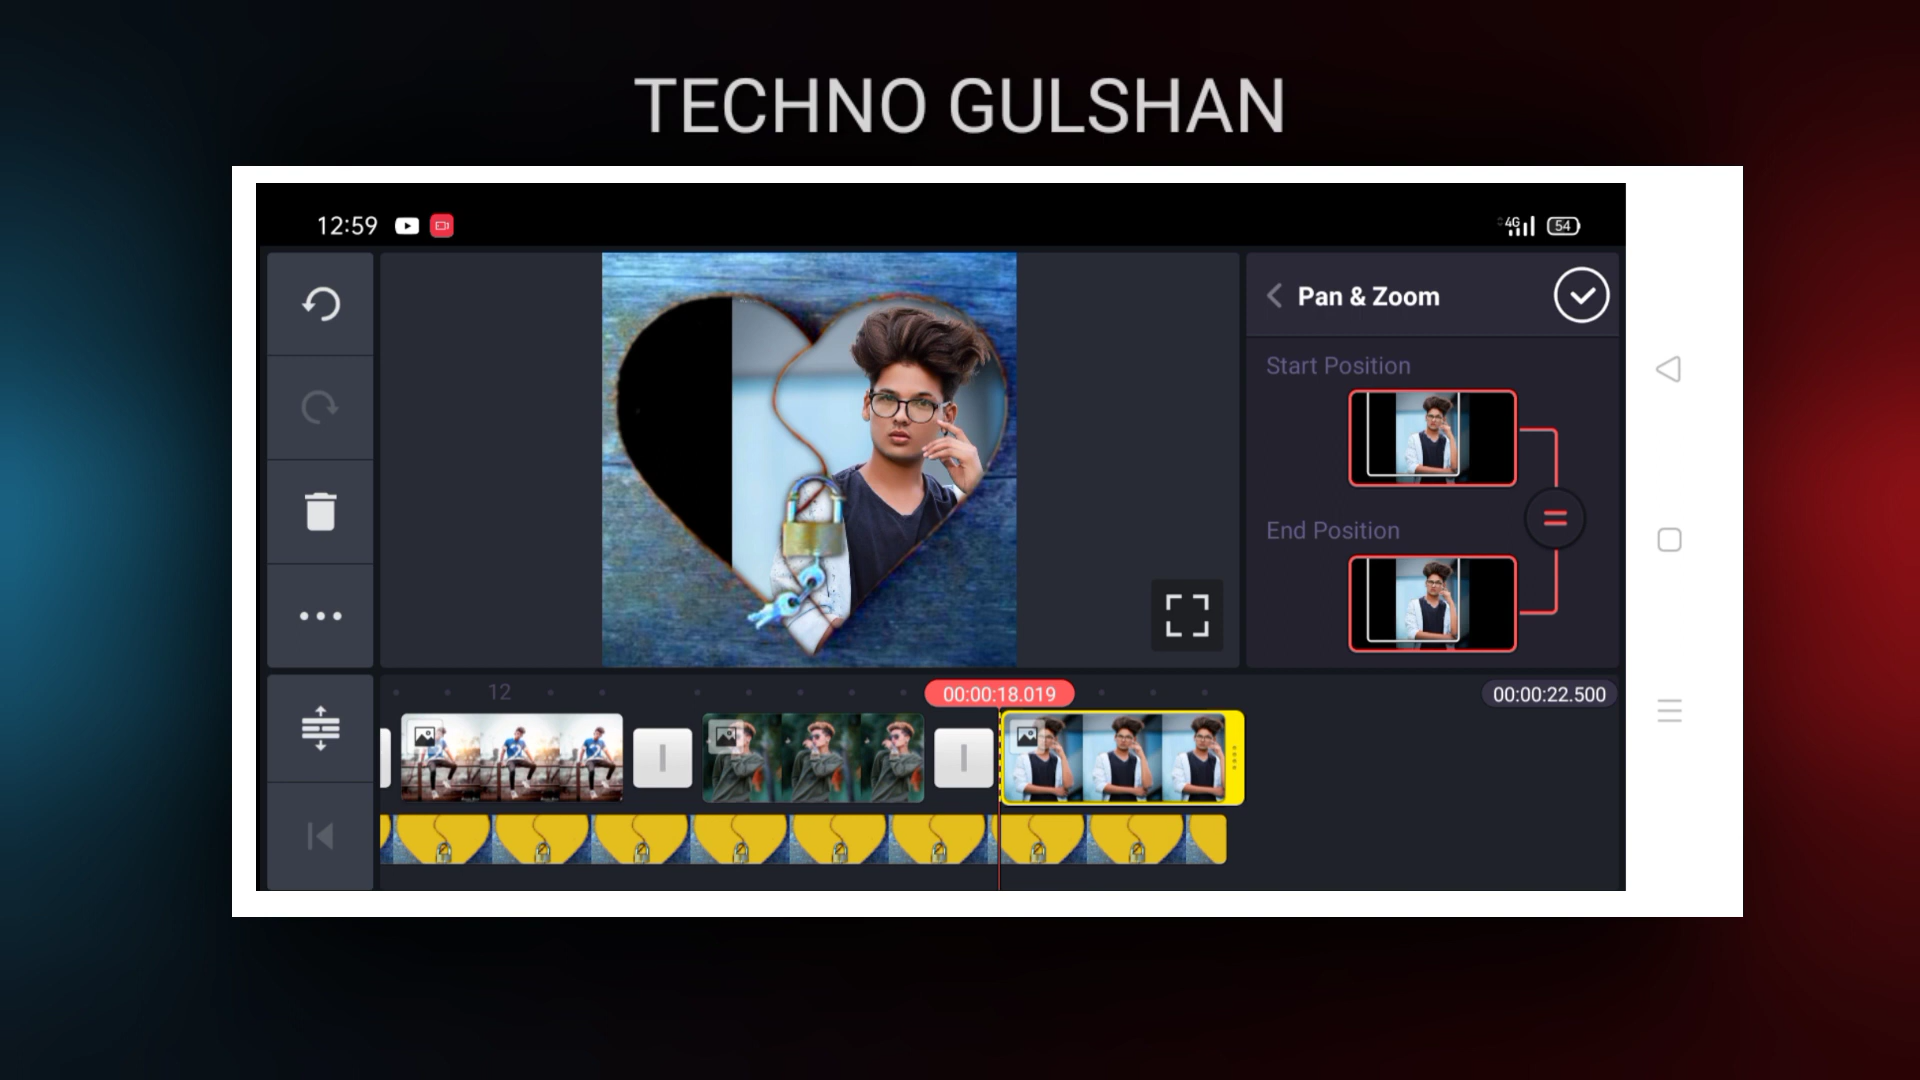 TECHNO GULSHAN
12:59
4G
54
Pan & Zoom
Start Position
End Position
12
00:00:18.019
00:00:22.500